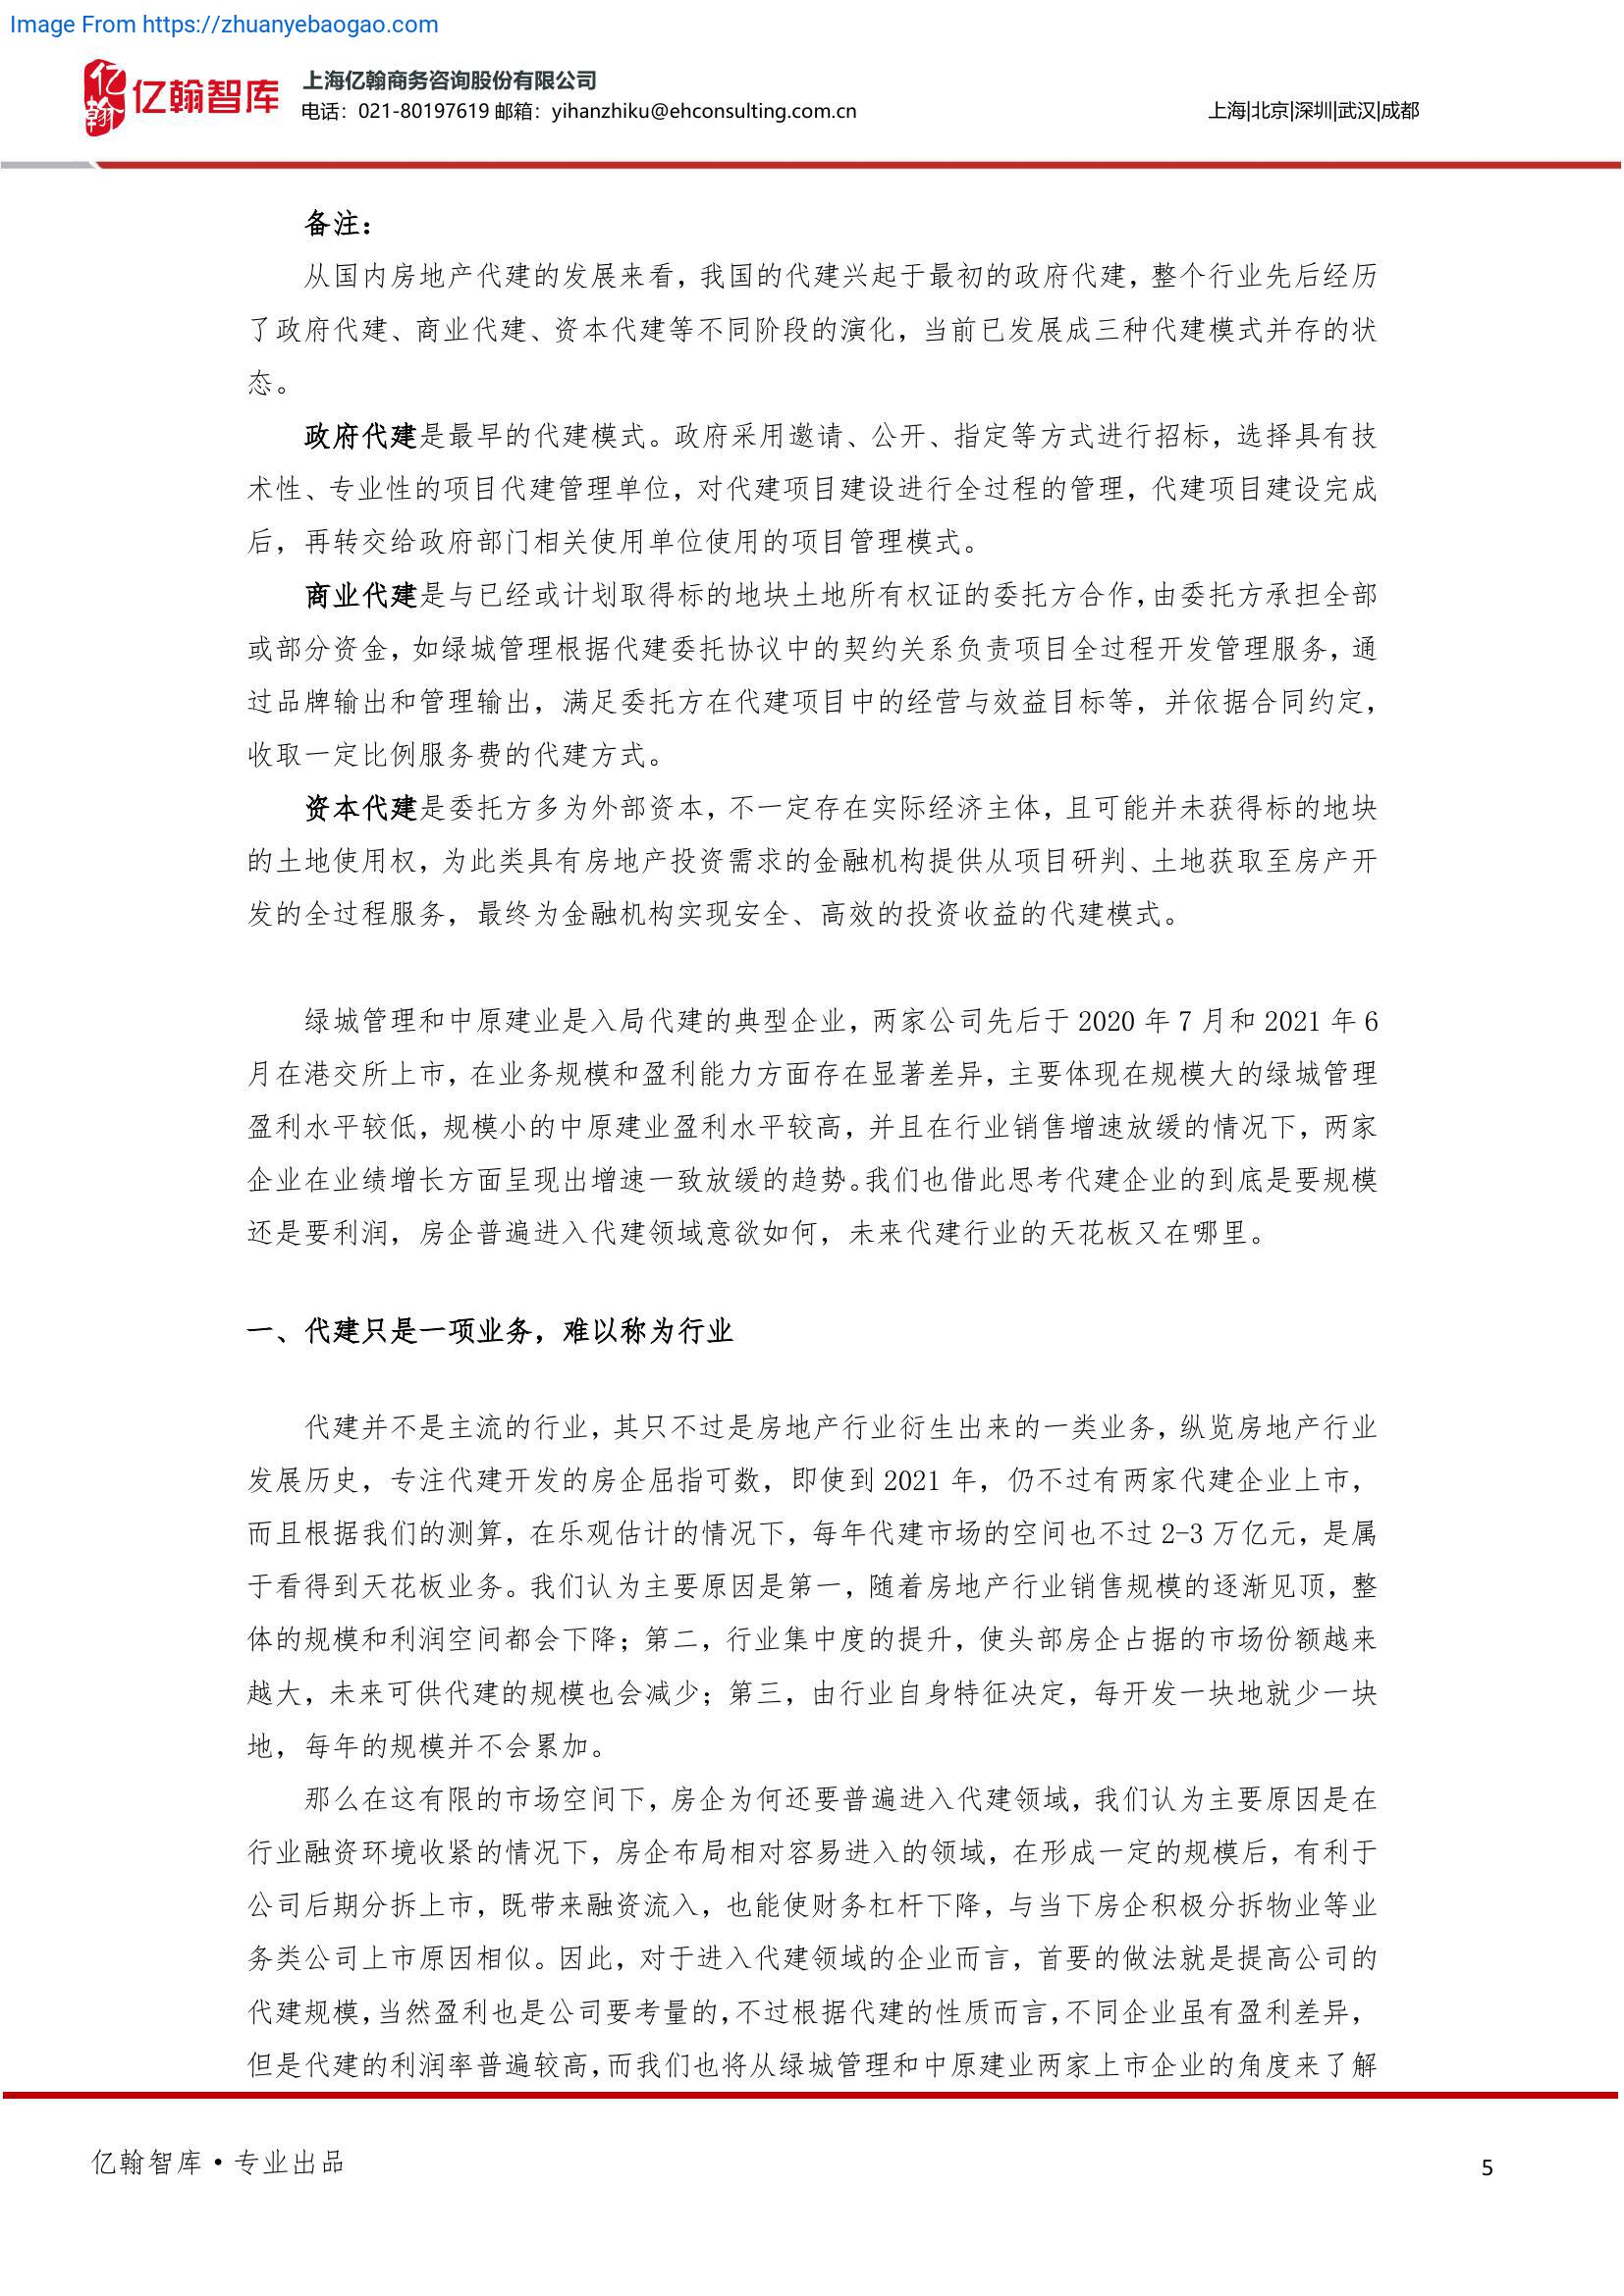 Image From https://zhuanyebaogao.com
亿翰
亿翰智库
上海亿翰商务咨询股份有限公司
电话：021-80197619 邮箱：yihanzhiku@ehconsulting.com.cn
上海|北京|深圳|武汉|成都
备注：
从国内房地产代建的发展来看，我国的代建兴起于最初的政府代建，整个行业先后经历
了政府代建、商业代建、资本代建等不同阶段的演化，当前已发展成三种代建模式并存的状
态。
政府代建是最早的代建模式。政府采用邀请、公开、指定等方式进行招标，选择具有技
术性、专业性的项目代建管理单位，对代建项目建设进行全过程的管理，代建项目建设完成
后，再转交给政府部门相关使用单位使用的项目管理模式。
商业代建是与已经或计划取得标的地块土地所有权证的委托方合作，由委托方承担全部
或部分资金，如绿城管理根据代建委托协议中的契约关系负责项目全过程开发管理服务，通
过品牌输出和管理输出，满足委托方在代建项目中的经营与效益目标等，并依据合同约定，
收取一定比例服务费的代建方式。
资本代建是委托方多为外部资本，不一定存在实际经济主体，且可能并未获得标的地块
的土地使用权，为此类具有房地产投资需求的金融机构提供从项目研判、土地获取至房产开
发的全过程服务，最终为金融机构实现安全、高效的投资收益的代建模式。
绿城管理和中原建业是入局代建的典型企业，两家公司先后于 2020 年 7 月和 2021 年 6
月在港交所上市，在业务规模和盈利能力方面存在显著差异，主要体现在规模大的绿城管理
盈利水平较低，规模小的中原建业盈利水平较高，并且在行业销售增速放缓的情况下，两家
企业在业绩增长方面呈现出增速一致放缓的趋势。我们也借此思考代建企业的到底是要规模
还是要利润，房企普遍进入代建领域意欲如何，未来代建行业的天花板又在哪里。
一、代建只是一项业务，难以称为行业
代建并不是主流的行业，其只不过是房地产行业衍生出来的一类业务，纵览房地产行业
发展历史，专注代建开发的房企屈指可数，即使到 2021 年，仍不过有两家代建企业上市，
而且根据我们的测算，在乐观估计的情况下，每年代建市场的空间也不过 2-3 万亿元，是属
于看得到天花板业务。我们认为主要原因是第一，随着房地产行业销售规模的逐渐见顶，整
体的规模和利润空间都会下降；第二，行业集中度的提升，使头部房企占据的市场份额越来
越大，未来可供代建的规模也会减少；第三，由行业自身特征决定，每开发一块地就少一块
地，每年的规模并不会累加。
那么在这有限的市场空间下，房企为何还要普遍进入代建领域，我们认为主要原因是在
行业融资环境收紧的情况下，房企布局相对容易进入的领域，在形成一定的规模后，有利于
公司后期分拆上市，既带来融资流入，也能使财务杠杆下降，与当下房企积极分拆物业等业
务类公司上市原因相似。因此，对于进入代建领域的企业而言，首要的做法就是提高公司的
代建规模，当然盈利也是公司要考量的，不过根据代建的性质而言，不同企业虽有盈利差异，
但是代建的利润率普遍较高，而我们也将从绿城管理和中原建业两家上市企业的角度来了解
亿翰智库·专业出品
5